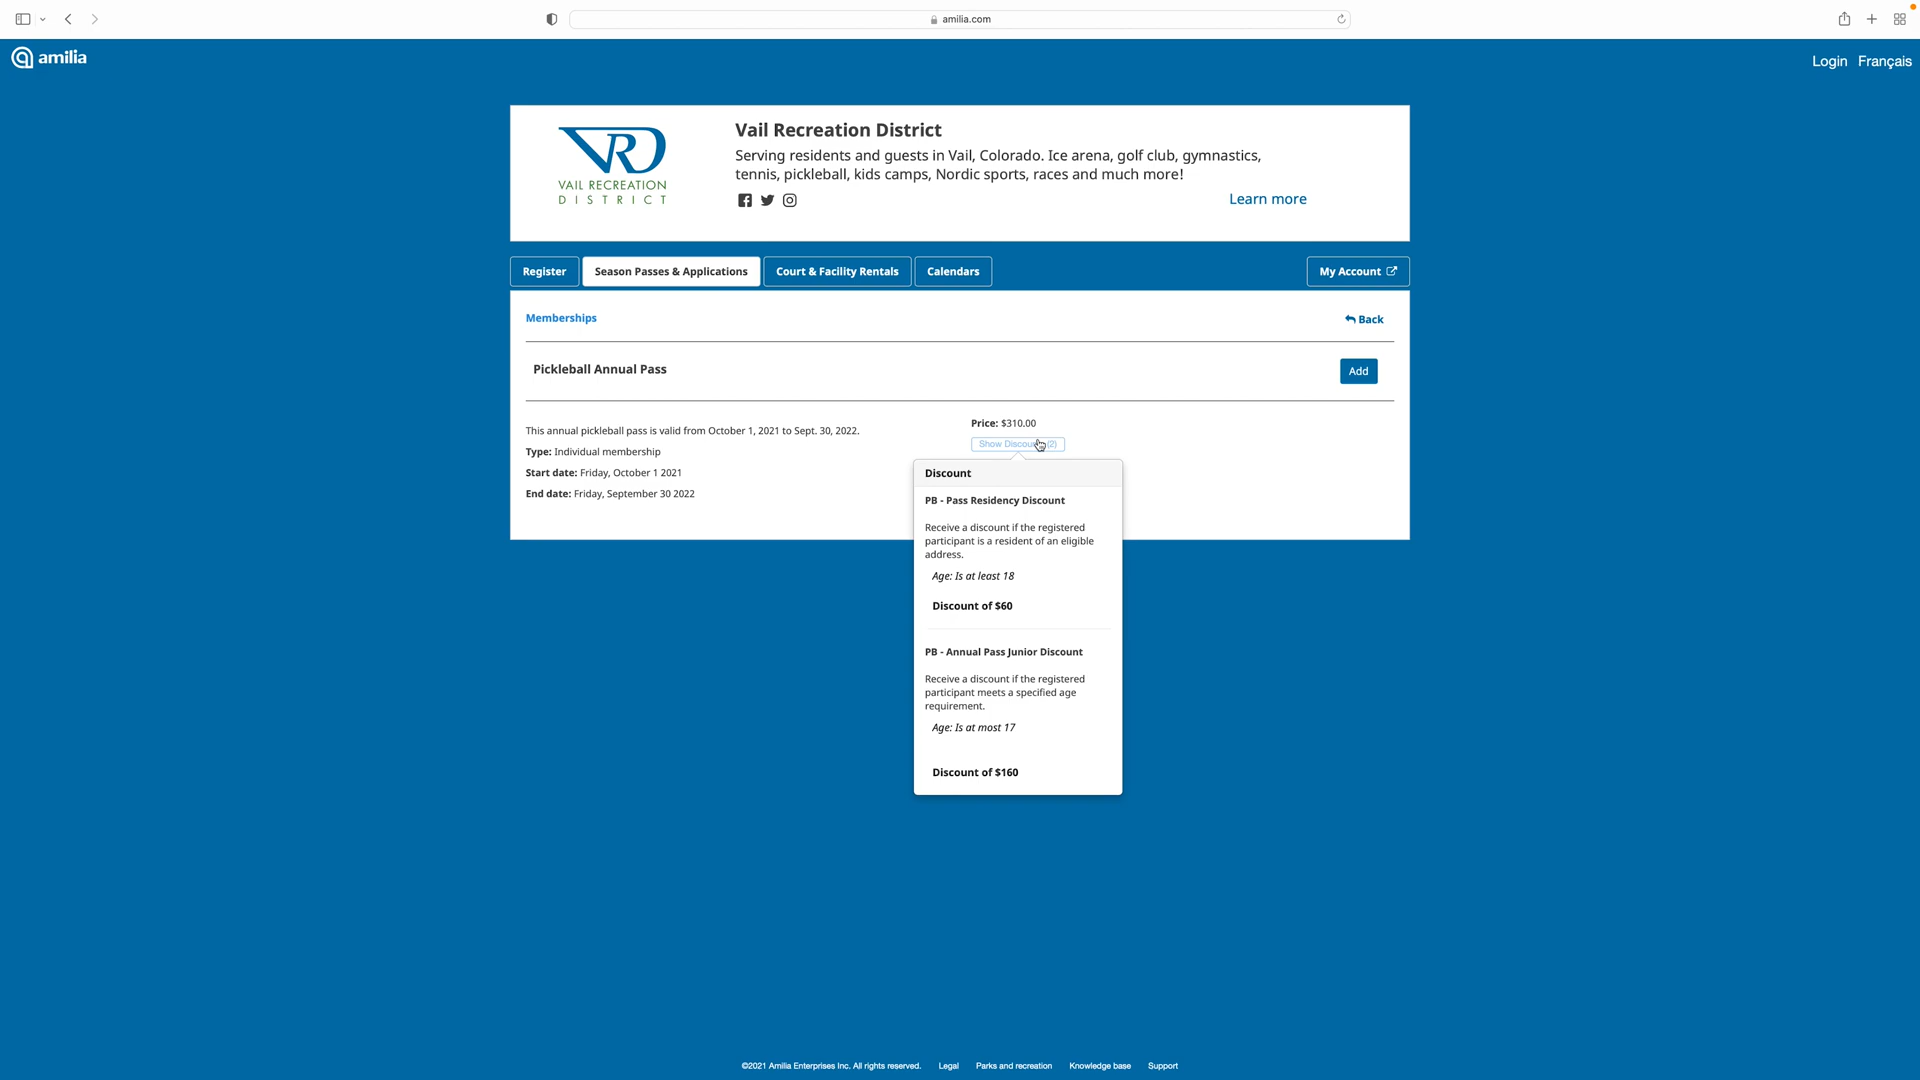 amilia.com
amilia
Login Français
VRD
VAIL RECREATION
DISTRICT
Vail Recreation District
Serving residents and guests in Vail, Colorado. Ice arena, golf club, gymnastics,
tennis, pickleball, kids camps, Nordic sports, races and much more!
Learn more
Register
Season Passes & Applications
Court & Facility Rentals
Calendars
My Account
Memberships
Back
Pickleball Annual Pass
Add
This annual pickleball pass is valid from October 1, 2021 to Sept. 30, 2022.
Type: Individual membership
Start date: Friday, October 1 2021
End date: Friday, September 30 2022
Price: $310.00
Show (2)
Discount
PB - Pass Residency Discount
Receive a discount if the registered
participant is a resident of an eligible
address.
Age: Is at least 18
Discount of $60
PB - Annual Pass Junior Discount
Receive a discount if the registered
participant meets a specified age
requirement.
Age: Is at most 17
Discount of $160
©2021 Amilia Enterprises Inc. All rights reserved. Legal Parks and recreation Knowledge base Support